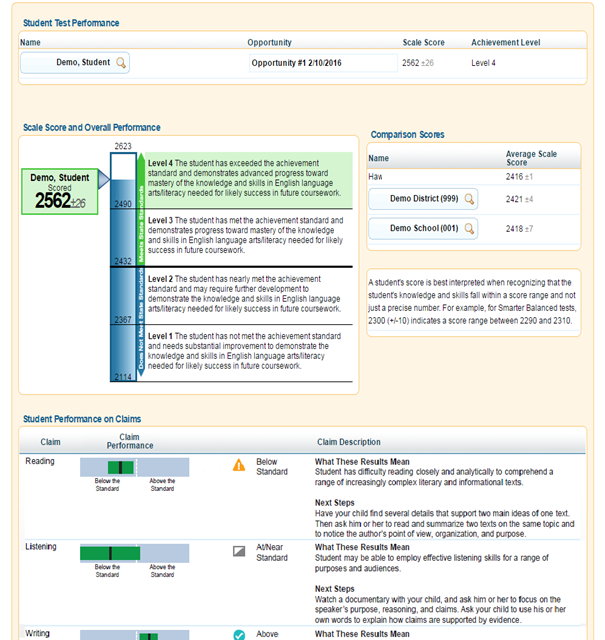 Student Test Performance
Name Opportunity Scale Score Achievement Level
Demo, Student Opportunity #1 2/10/2016 2562 ±26 Level 4
Scale Score and Overall Performance
2623
Demo, Student
Scored
2562±26
2490
2432
2367
2114
Meets State Standards
Does Not Meet State Standards
Level 4 The student has exceeded the achievement
standard and demonstrates advanced progress toward
mastery of the knowledge and skills in English language
arts/literacy needed for likely success in future coursework.
Level 3 The student has met the achievement standard and
demonstrates progress toward mastery of the knowledge
and skills in English language arts/literacy needed for likely
success in future coursework.
Level 2 The student has nearly met the achievement
standard and may require further development to
demonstrate the knowledge and skills in English language
arts/literacy needed for likely success in future coursework.
Level 1 The student has not met the achievement standard
and needs substantial improvement to demonstrate the
knowledge and skills in English language arts/literacy
needed for likely success in future coursework.
Comparison Scores
Name Average Scale
Score
Haw 2416 ±1
Demo District (999) 2421 ±4
Demo School (001) 2418 ±7
A student's score is best interpreted when recognizing that the
student's knowledge and skills fall within a score range and not
just a precise number. For example, for Smarter Balanced tests,
2300 (+/-10) indicates a score range between 2290 and 2310.
Student Performance on Claims
Claim Claim
Performance Claim Description
Reading
Below the
Standard
Above the
Standard
Below
Standard
What These Results Mean
Student has difficulty reading closely and analytically to comprehend a
range of increasingly complex literary and informational texts.
Next Steps
Have your child find several details that support two main ideas of one text.
Then ask him or her to read and summarize two texts on the same topic and
to notice the author's point of view, organization, and purpose.
Listening
Below the
Standard
Above the
Standard
At/Near
Standard
What These Results Mean
Student may be able to employ effective listening skills for a range of
purposes and audiences.
Next Steps
Watch a documentary with your child, and ask him or her to focus on the
speaker's purpose, reasoning, and claims. Ask your child to use his or her
own words to explain how claims are supported by evidence.
Writing
Above
What These Results Mean